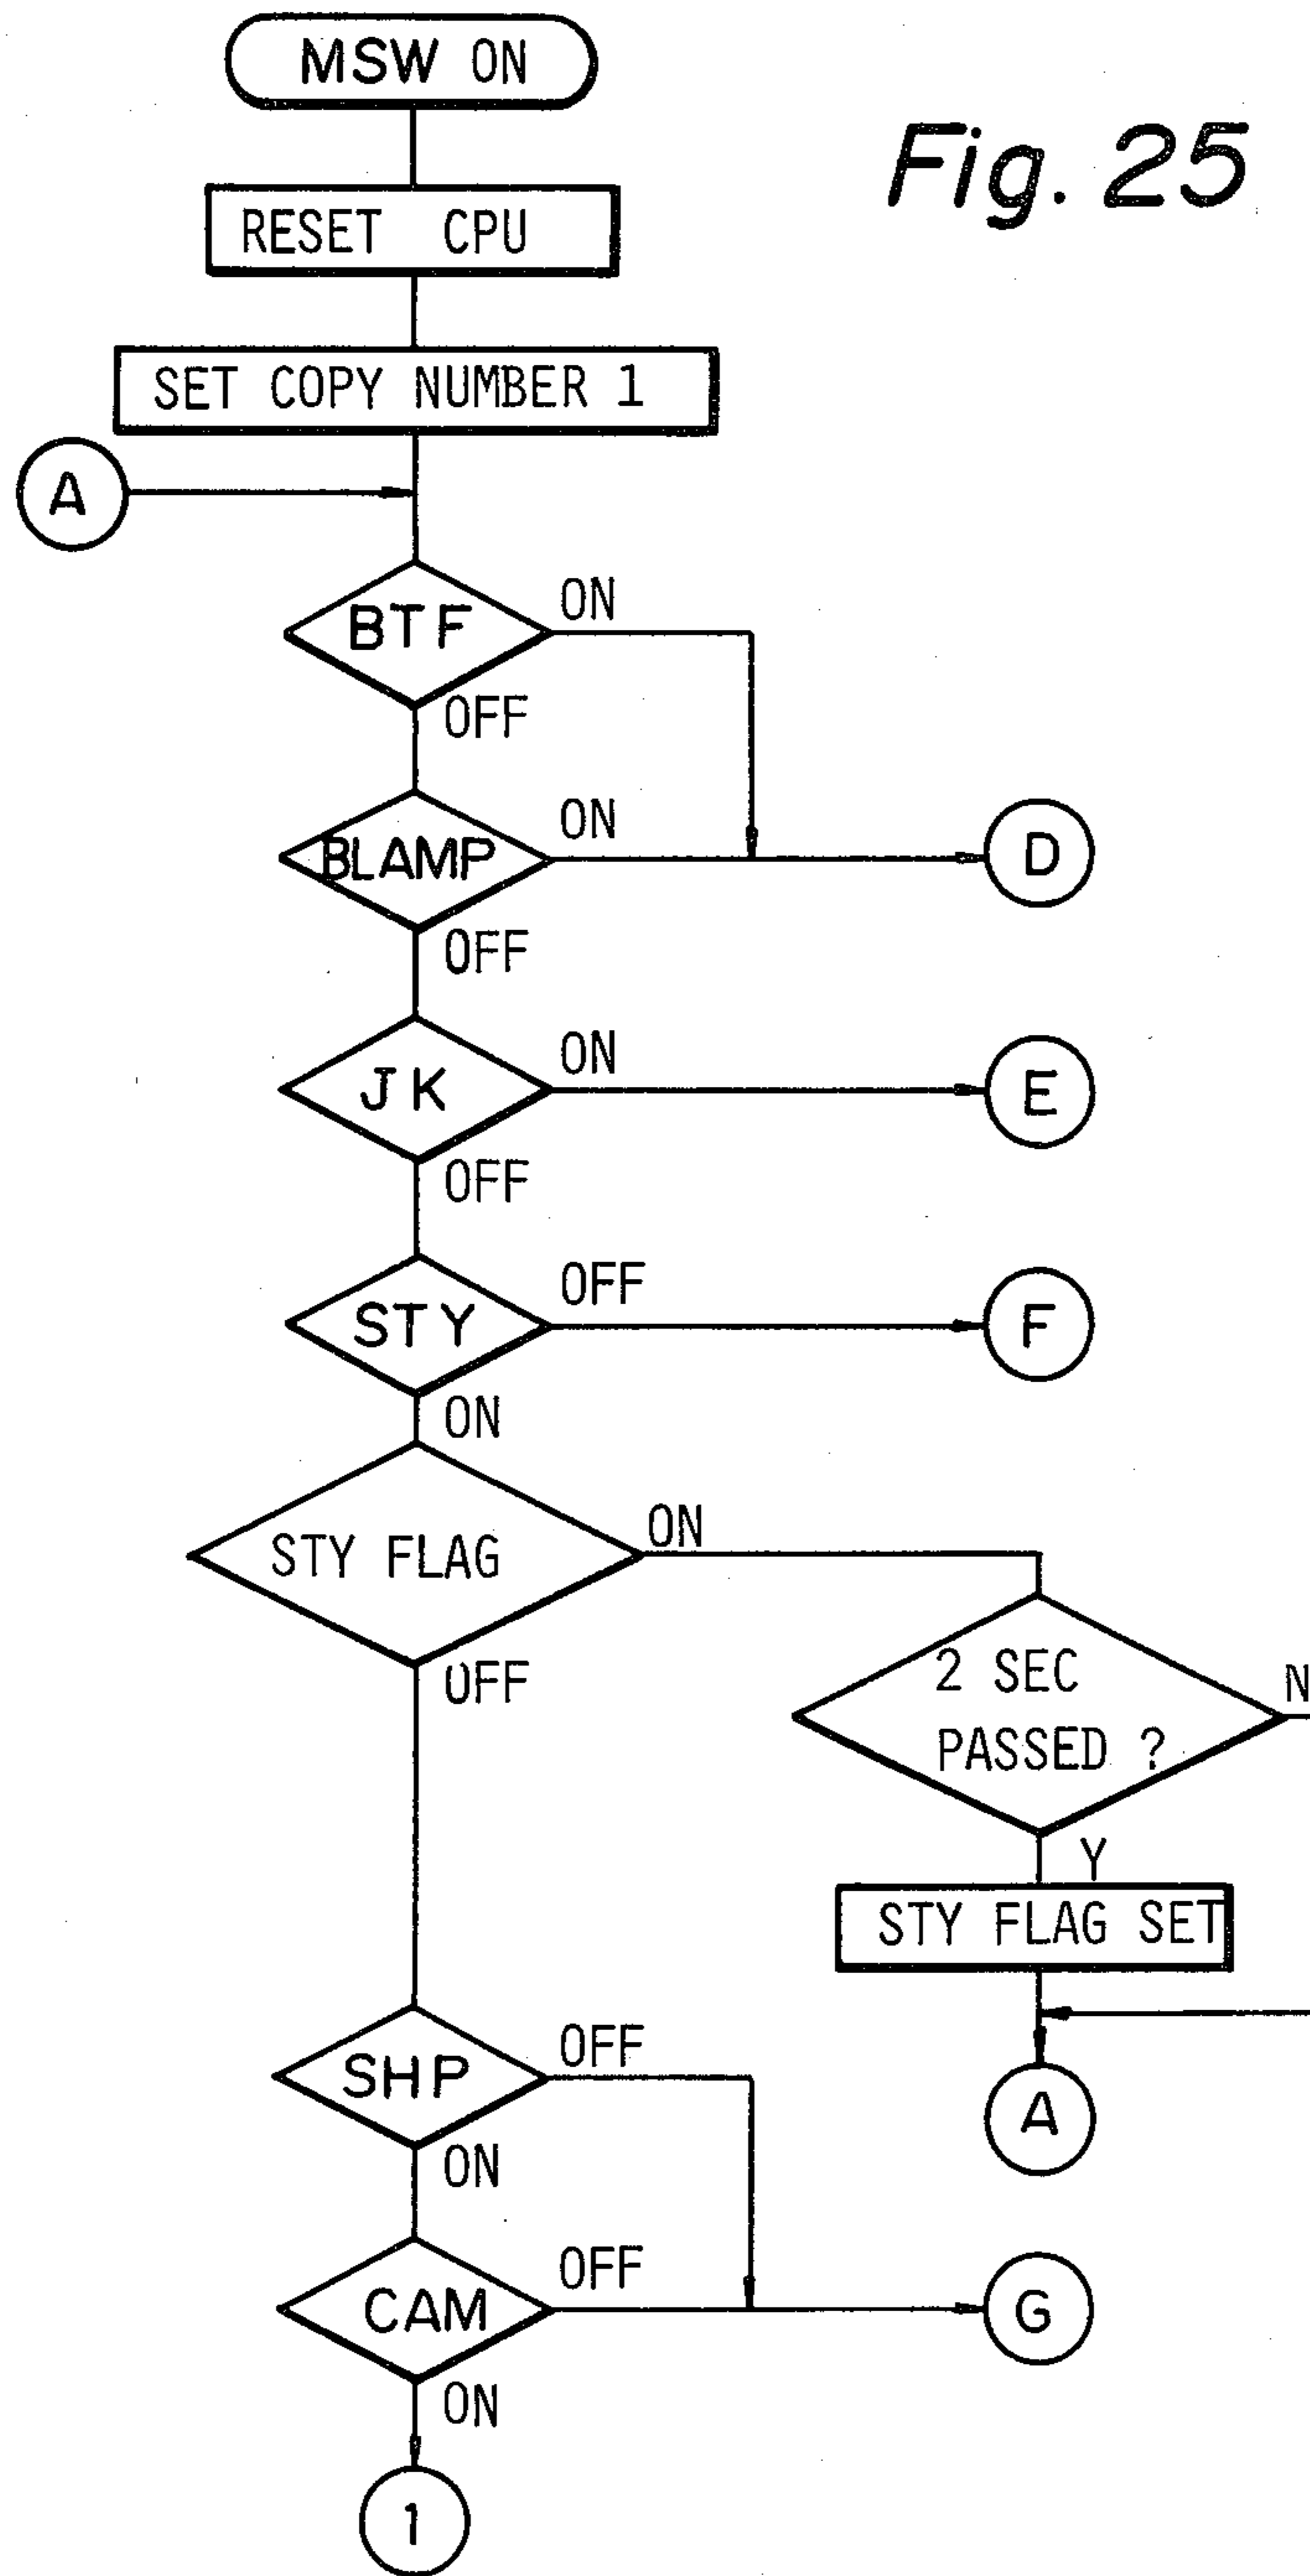 MSW ON
Fig. 25
RESET CPU
SET COPY NUMBER 1
A
BTF
ON
OFF
BLAMP
ON
D
OFF
JK
ON
E
OFF
STY
OFF
F
ON
STY FLAG
ON
OFF
2 SEC
PASSED ?
N
Y
STY FLAG SET
SHP
OFF
A
ON
CAM
OFF
G
ON
1